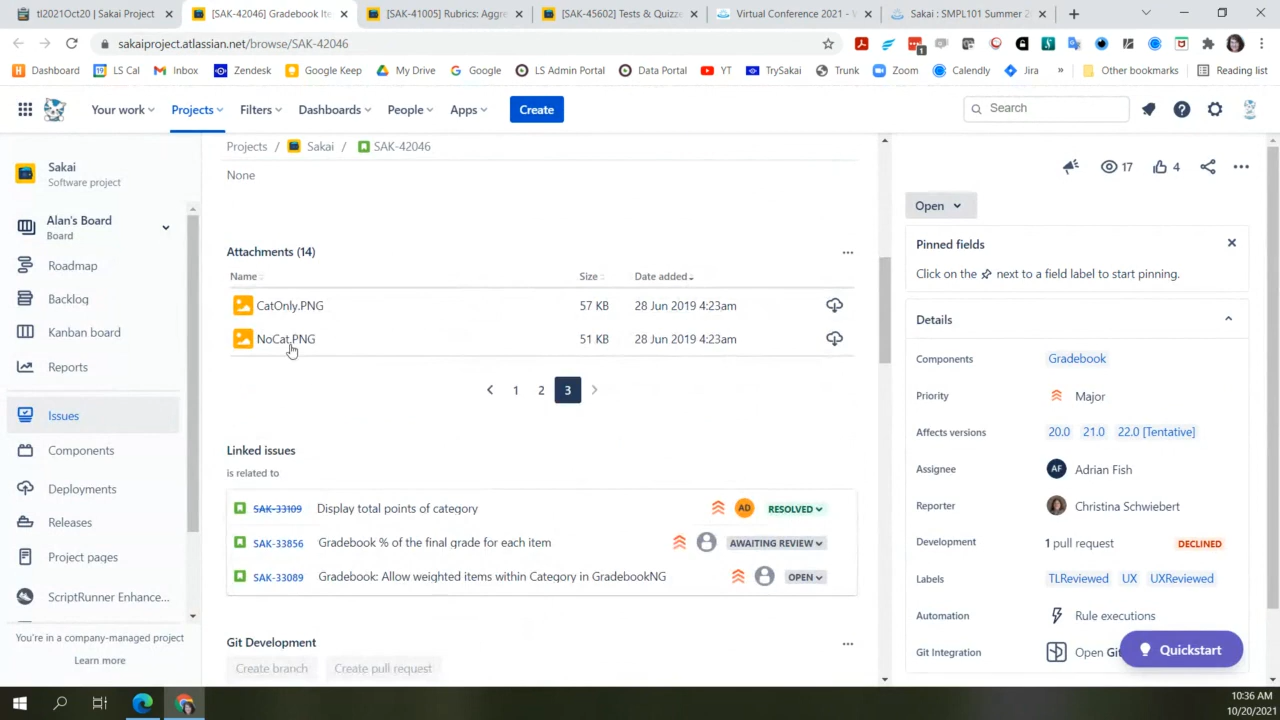 tl2021Oct20 | Sakai Project
[SAK-42046] Gradebook Ite
[SAK-41005] Rubrics: Aggre
[SAK-45602] Tests & Quizze
Virtual Conference 2021 - W
Sakai : SMPL101 Summer 2
sakaiproject.atlassian.net/browse/SAK-42046
Dashboard
LS Cal
Inbox
Zendesk
Google Keep
My Drive
Google
LS Admin Portal
Data Portal
YT
TrySakai
Trunk
Zoom
Calendly
Jira
»
Other bookmarks
Reading list
Your work
Projects
Filters
Dashboards
People
Apps
Create
Search
Projects / Sakai / SAK-42046
None
Sakai
Software project
Alan's Board
Board
Roadmap
Backlog
Kanban board
Reports
Issues
Components
Deployments
Releases
Project pages
ScriptRunner Enhance...
You're in a company-managed project
Learn more
Attachments (14)
Name Size Date added
CatOnly.PNG 57 KB 28 Jun 2019 4:23am
NoCat.PNG 51 KB 28 Jun 2019 4:23am
1 2 3
Linked issues
is related to
SAK-33109 Display total points of category AD RESOLVED
SAK-33856 Gradebook % of the final grade for each item AWAITING REVIEW
SAK-33089 Gradebook: Allow weighted items within Category in GradebookNG OPEN
Git Development
Create branch Create pull request
17 4
Open
Pinned fields
Click on the next to a field label to start pinning.
Details
Components Gradebook
Priority Major
Affects versions 20.0 21.0 22.0 [Tentative]
Assignee AF Adrian Fish
Reporter Christina Schwiebert
Development 1 pull request DECLINED
Labels TLReviewed UX UXReviewed
Automation Rule executions
Git Integration Open Git
Quickstart
10:36 AM
10/20/2021